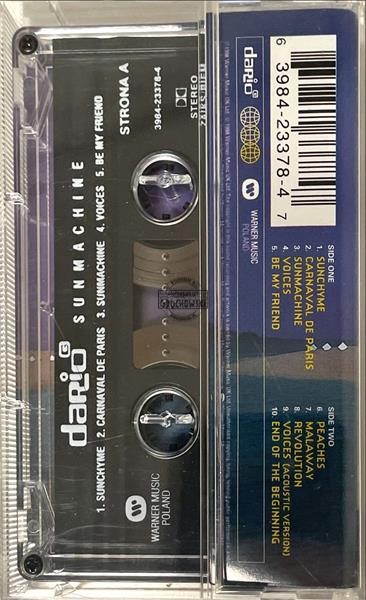 dario G
SUNMACHINE
1. SUNCHYME 2. CARNAVAL DE PARIS 3. SUNMACHINE 4. VOICES 5. BE MY FRIEND
STRONA A
3984-23378-4
STEREO
ZAIKS BIEM
WARNER MUSIC
POLAND
dario G
6 3984-23378-4 7
WARNER MUSIC
POLAND
SIDE ONE
1. SUNCHYME
2. CARNAVAL DE PARIS
3. SUNMACHINE
4. VOICES
5. BE MY FRIEND
SIDE TWO
6. PEACHES
7. MALAWAY
8. REVOLUTION
9. VOICES (ACOUSTIC VERSION)
10. END OF THE BEGINNING